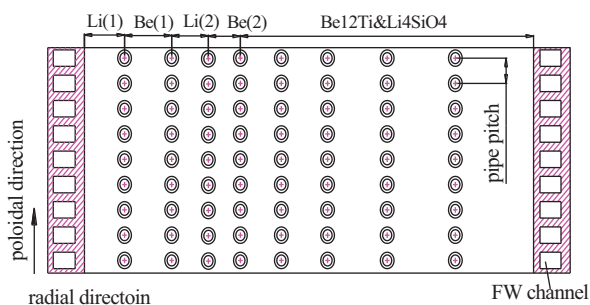 Li(1) Be(1) Li(2) Be(2) Be12Ti&Li4SiO4
poloidal direction
pipe pitch
radial directoin
FW channel